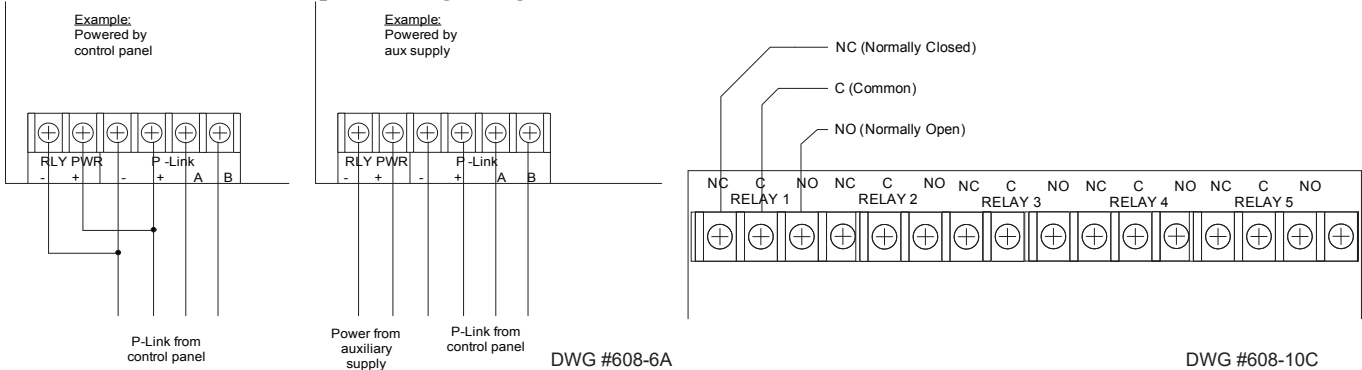 Example:
Powered by
control panel
RLY PWR
P -Link
- + - + A B
P-Link from
control panel
Example:
Powered by
aux supply
RLY PWR
P -Link
- + - + A B
Power from
auxiliary
supply
P-Link from
control panel
DWG #608-6A
NC (Normally Closed)
C (Common)
NO (Normally Open)
NC C NO NC C NO NC C NO NC C NO NC C NO
RELAY 1 RELAY 2 RELAY 3 RELAY 4 RELAY 5
DWG #608-10C